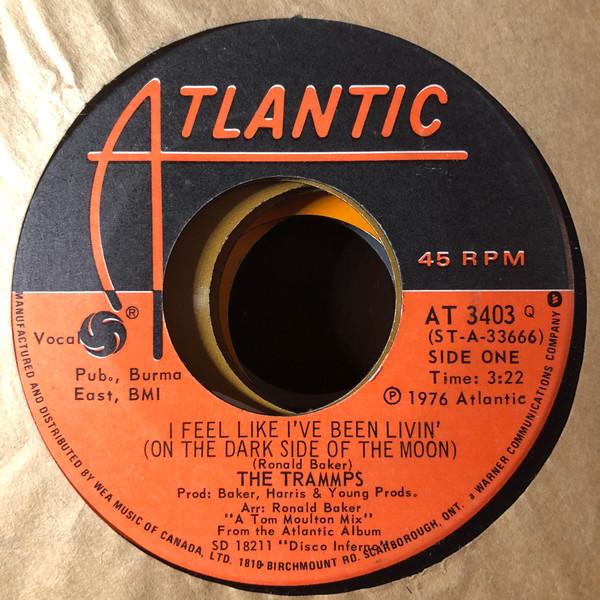 ATLANTIC
45 RPM
®
Vocal
Pub., Burma
East, BMI
AT 3403 Q
(ST-A-33666)
SIDE ONE
Time: 3:22
℗ 1976 Atlantic
I FEEL LIKE I'VE BEEN LIVIN'
(ON THE DARK SIDE OF THE MOON)
(Ronald Baker)
THE TRAMMPS
Prod: Baker, Harris & Young Prods.
Arr: Ronald Baker
"A Tom Moulton Mix"
From the Atlantic Album
SD 18211 "Disco Inferno"
MANUFACTURED AND DISTRIBUTED BY WEA MUSIC OF CANADA, LTD. 1810 BIRCHMOUNT RD. SCARBOROUGH, ONT. a WARNER COMMUNICATIONS COMPANY